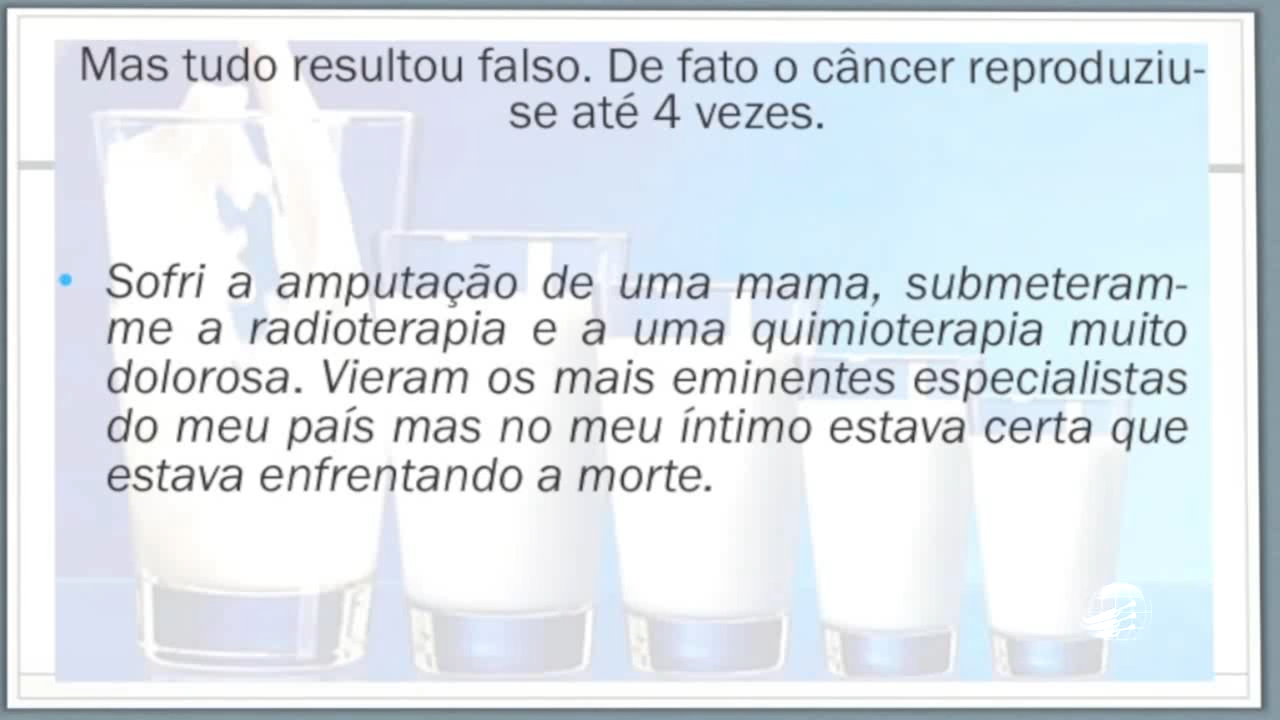 Mas tudo resultou falso. De fato o câncer reproduziu-
se até 4 vezes.
• Sofri a amputação de uma mama, submeteram-
me a radioterapia e a uma quimioterapia muito
dolorosa. Vieram os mais eminentes especialistas
do meu país mas no meu íntimo estava certa que
estava enfrentando a morte.